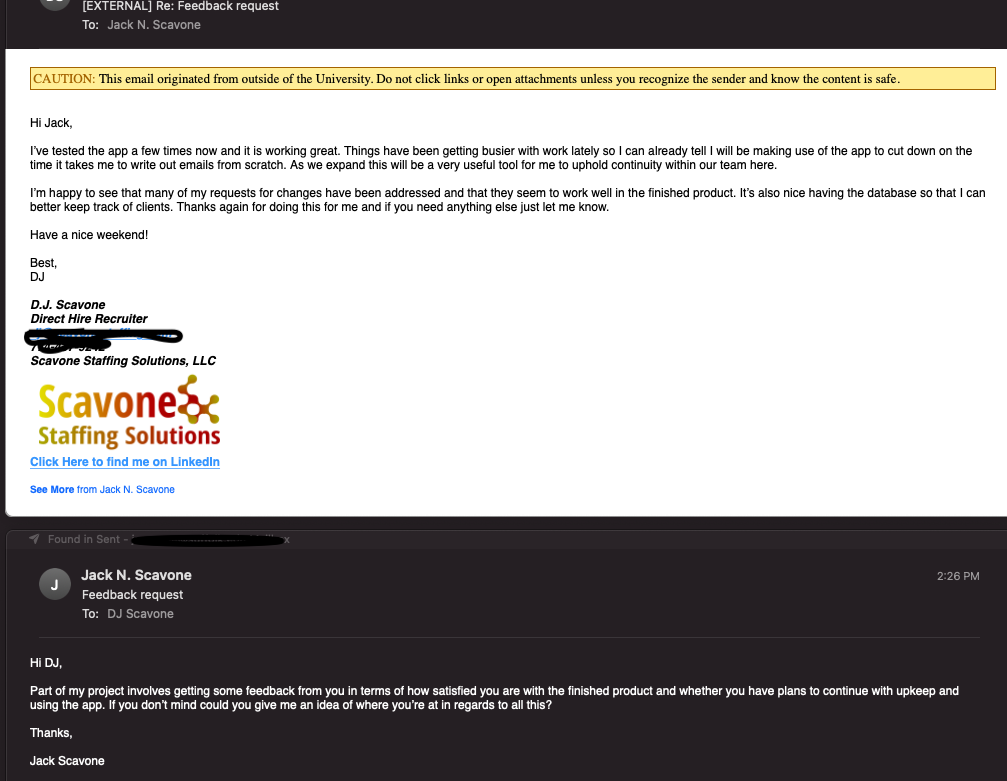 [EXTERNAL] Re: Feedback request
To: Jack N. Scavone
CAUTION: This email originated from outside of the University. Do not click links or open attachments unless you recognize the sender and know the content is safe.
Hi Jack,
I've tested the app a few times now and it is working great. Things have been getting busier with work lately so I can already tell I will be making use of the app to cut down on the
time it takes me to write out emails from scratch. As we expand this will be a very useful tool for me to uphold continuity within our team here.
I'm happy to see that many of my requests for changes have been addressed and that they seem to work well in the finished product. It's also nice having the database so that I can
better keep track of clients. Thanks again for doing this for me and if you need anything else just let me know.
Have a nice weekend!
Best,
DJ
D.J. Scavone
Direct Hire Recruiter
Scavone Staffing Solutions, LLC
Scavone
Staffing Solutions
Click Here to find me on LinkedIn
See More from Jack N. Scavone
Found in Sent -
J
Jack N. Scavone
2:26 PM
Feedback request
To: DJ Scavone
Hi DJ,
Part of my project involves getting some feedback from you in terms of how satisfied you are with the finished product and whether you have plans to continue with upkeep and
using the app. If you don't mind could you give me an idea of where you're at in regards to all this?
Thanks,
Jack Scavone